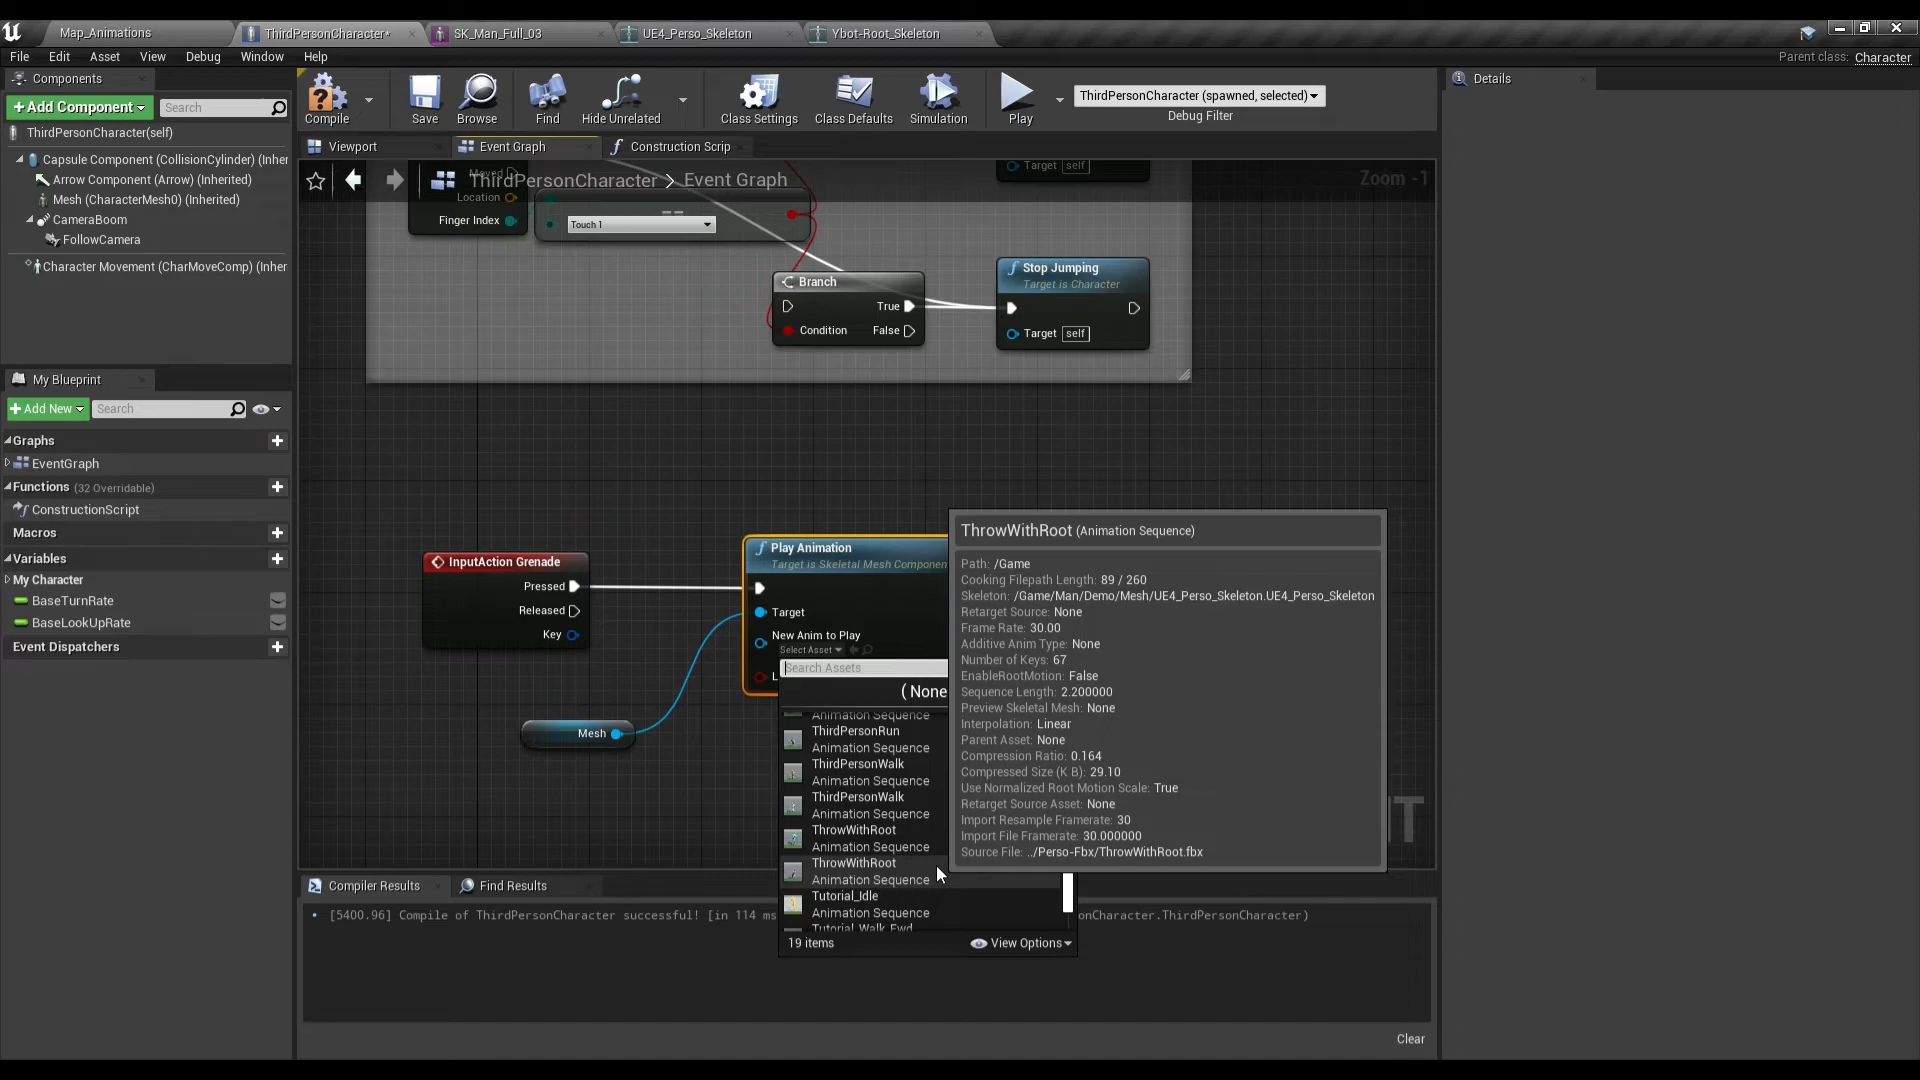 Map_Animations
ThirdPersonCharacter*
SK_Man_Full_03
UE4_Perso_Skeleton
Ybot-Root_Skeleton
File Edit Asset View Debug Window Help
Parent class: Character
Components
Add Component
Search
ThirdPersonCharacter(self)
Capsule Component (CollisionCylinder) (Inher
Arrow Component (Arrow) (Inherited)
Mesh (CharacterMesh0) (Inherited)
CameraBoom
FollowCamera
Character Movement (CharMoveComp) (Inher
My Blueprint
Add New
Search
Graphs
EventGraph
Functions (32 Overridable)
ConstructionScript
Macros
Variables
My Character
BaseTurnRate
BaseLookUpRate
Event Dispatchers
Compile
Save
Browse
Find
Hide Unrelated
Class Settings
Class Defaults
Simulation
Play
ThirdPersonCharacter (spawned, selected)
Debug Filter
Viewport
Event Graph
Construction Scrip
ThirdPersonCharacter > Event Graph
Zoom -1
Moved
Location
Finger Index
==
Touch 1
Target self
Branch
True
Condition False
Stop Jumping
Target is Character
Target self
InputAction Grenade
Pressed
Released
Key
Mesh
Play Animation
Target is Skeletal Mesh Componen
Target
New Anim to Play
Select Asset
L
Search Assets
(None
Animation Sequence
ThirdPersonRun
Animation Sequence
ThirdPersonWalk
Animation Sequence
ThirdPersonWalk
Animation Sequence
ThrowWithRoot
Animation Sequence
ThrowWithRoot
Animation Sequence
Tutorial_Idle
Animation Sequence
Tutorial_Walk_Fwd
19 items
View Options
ThrowWithRoot (Animation Sequence)
Path: /Game
Cooking Filepath Length: 89 / 260
Skeleton: /Game/Man/Demo/Mesh/UE4_Perso_Skeleton.UE4_Perso_Skeleton
Retarget Source: None
Frame Rate: 30.00
Additive Anim Type: None
Number of Keys: 67
EnableRootMotion: False
Sequence Length: 2.200000
Preview Skeletal Mesh: None
Interpolation: Linear
Parent Asset: None
Compression Ratio: 0.164
Compressed Size (K B): 29.10
Use Normalized Root Motion Scale: True
Retarget Source Asset: None
Import Resample Framerate: 30
Import File Framerate: 30.000000
Source File: ../Perso-Fbx/ThrowWithRoot.fbx
Compiler Results
Find Results
[5400.96] Compile of ThirdPersonCharacter successful! [in 114 ms
onCharacter.ThirdPersonCharacter)
Clear
Details